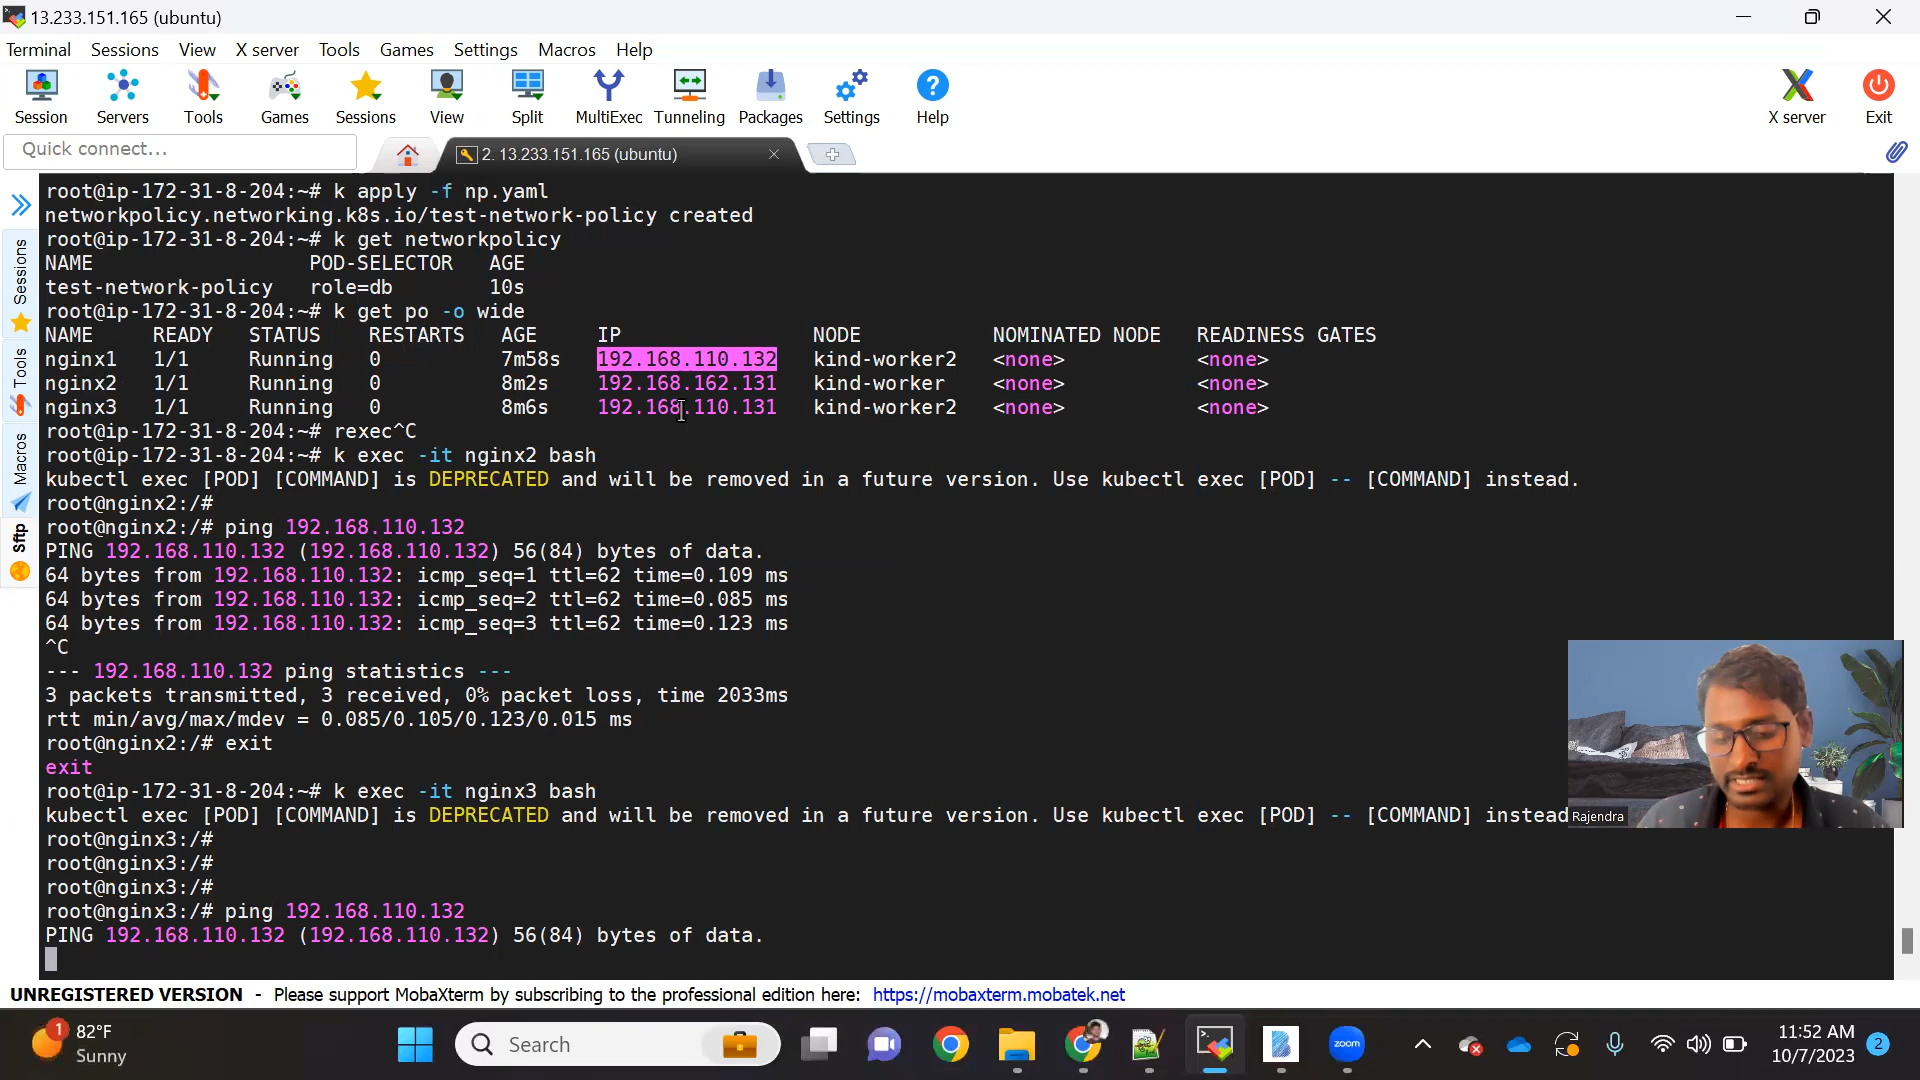 13.233.151.165 (ubuntu)
Terminal Sessions View X server Tools Games Settings Macros Help
Session Servers Tools Games Sessions View Split MultiExec Tunneling Packages Settings Help X server Exit
Quick connect...
2. 13.233.151.165 (ubuntu)
Sessions
Tools
Macros
Sftp
root@ip-172-31-8-204:~# k apply -f np.yaml
networkpolicy.networking.k8s.io/test-network-policy created
root@ip-172-31-8-204:~# k get networkpolicy
NAME POD-SELECTOR AGE
test-network-policy role=db 10s
root@ip-172-31-8-204:~# k get po -o wide
NAME READY STATUS RESTARTS AGE IP NODE NOMINATED NODE READINESS GATES
nginx1 1/1 Running 0 7m58s 192.168.110.132 kind-worker2 <none> <none>
nginx2 1/1 Running 0 8m2s 192.168.162.131 kind-worker <none> <none>
nginx3 1/1 Running 0 8m6s 192.168.110.131 kind-worker2 <none> <none>
root@ip-172-31-8-204:~# rexec^C
root@ip-172-31-8-204:~# k exec -it nginx2 bash
kubectl exec [POD] [COMMAND] is DEPRECATED and will be removed in a future version. Use kubectl exec [POD] -- [COMMAND] instead.
root@nginx2:/#
root@nginx2:/# ping 192.168.110.132
PING 192.168.110.132 (192.168.110.132) 56(84) bytes of data.
64 bytes from 192.168.110.132: icmp_seq=1 ttl=62 time=0.109 ms
64 bytes from 192.168.110.132: icmp_seq=2 ttl=62 time=0.085 ms
64 bytes from 192.168.110.132: icmp_seq=3 ttl=62 time=0.123 ms
^C
--- 192.168.110.132 ping statistics ---
3 packets transmitted, 3 received, 0% packet loss, time 2033ms
rtt min/avg/max/mdev = 0.085/0.105/0.123/0.015 ms
root@nginx2:/# exit
exit
root@ip-172-31-8-204:~# k exec -it nginx3 bash
kubectl exec [POD] [COMMAND] is DEPRECATED and will be removed in a future version. Use kubectl exec [POD] -- [COMMAND] instead
root@nginx3:/#
root@nginx3:/#
root@nginx3:/#
root@nginx3:/# ping 192.168.110.132
PING 192.168.110.132 (192.168.110.132) 56(84) bytes of data.
Rajendra
UNREGISTERED VERSION - Please support MobaXterm by subscribing to the professional edition here: https://mobaxterm.mobatek.net
1
82°F
Sunny
Search
zoom
11:52 AM
10/7/2023
2